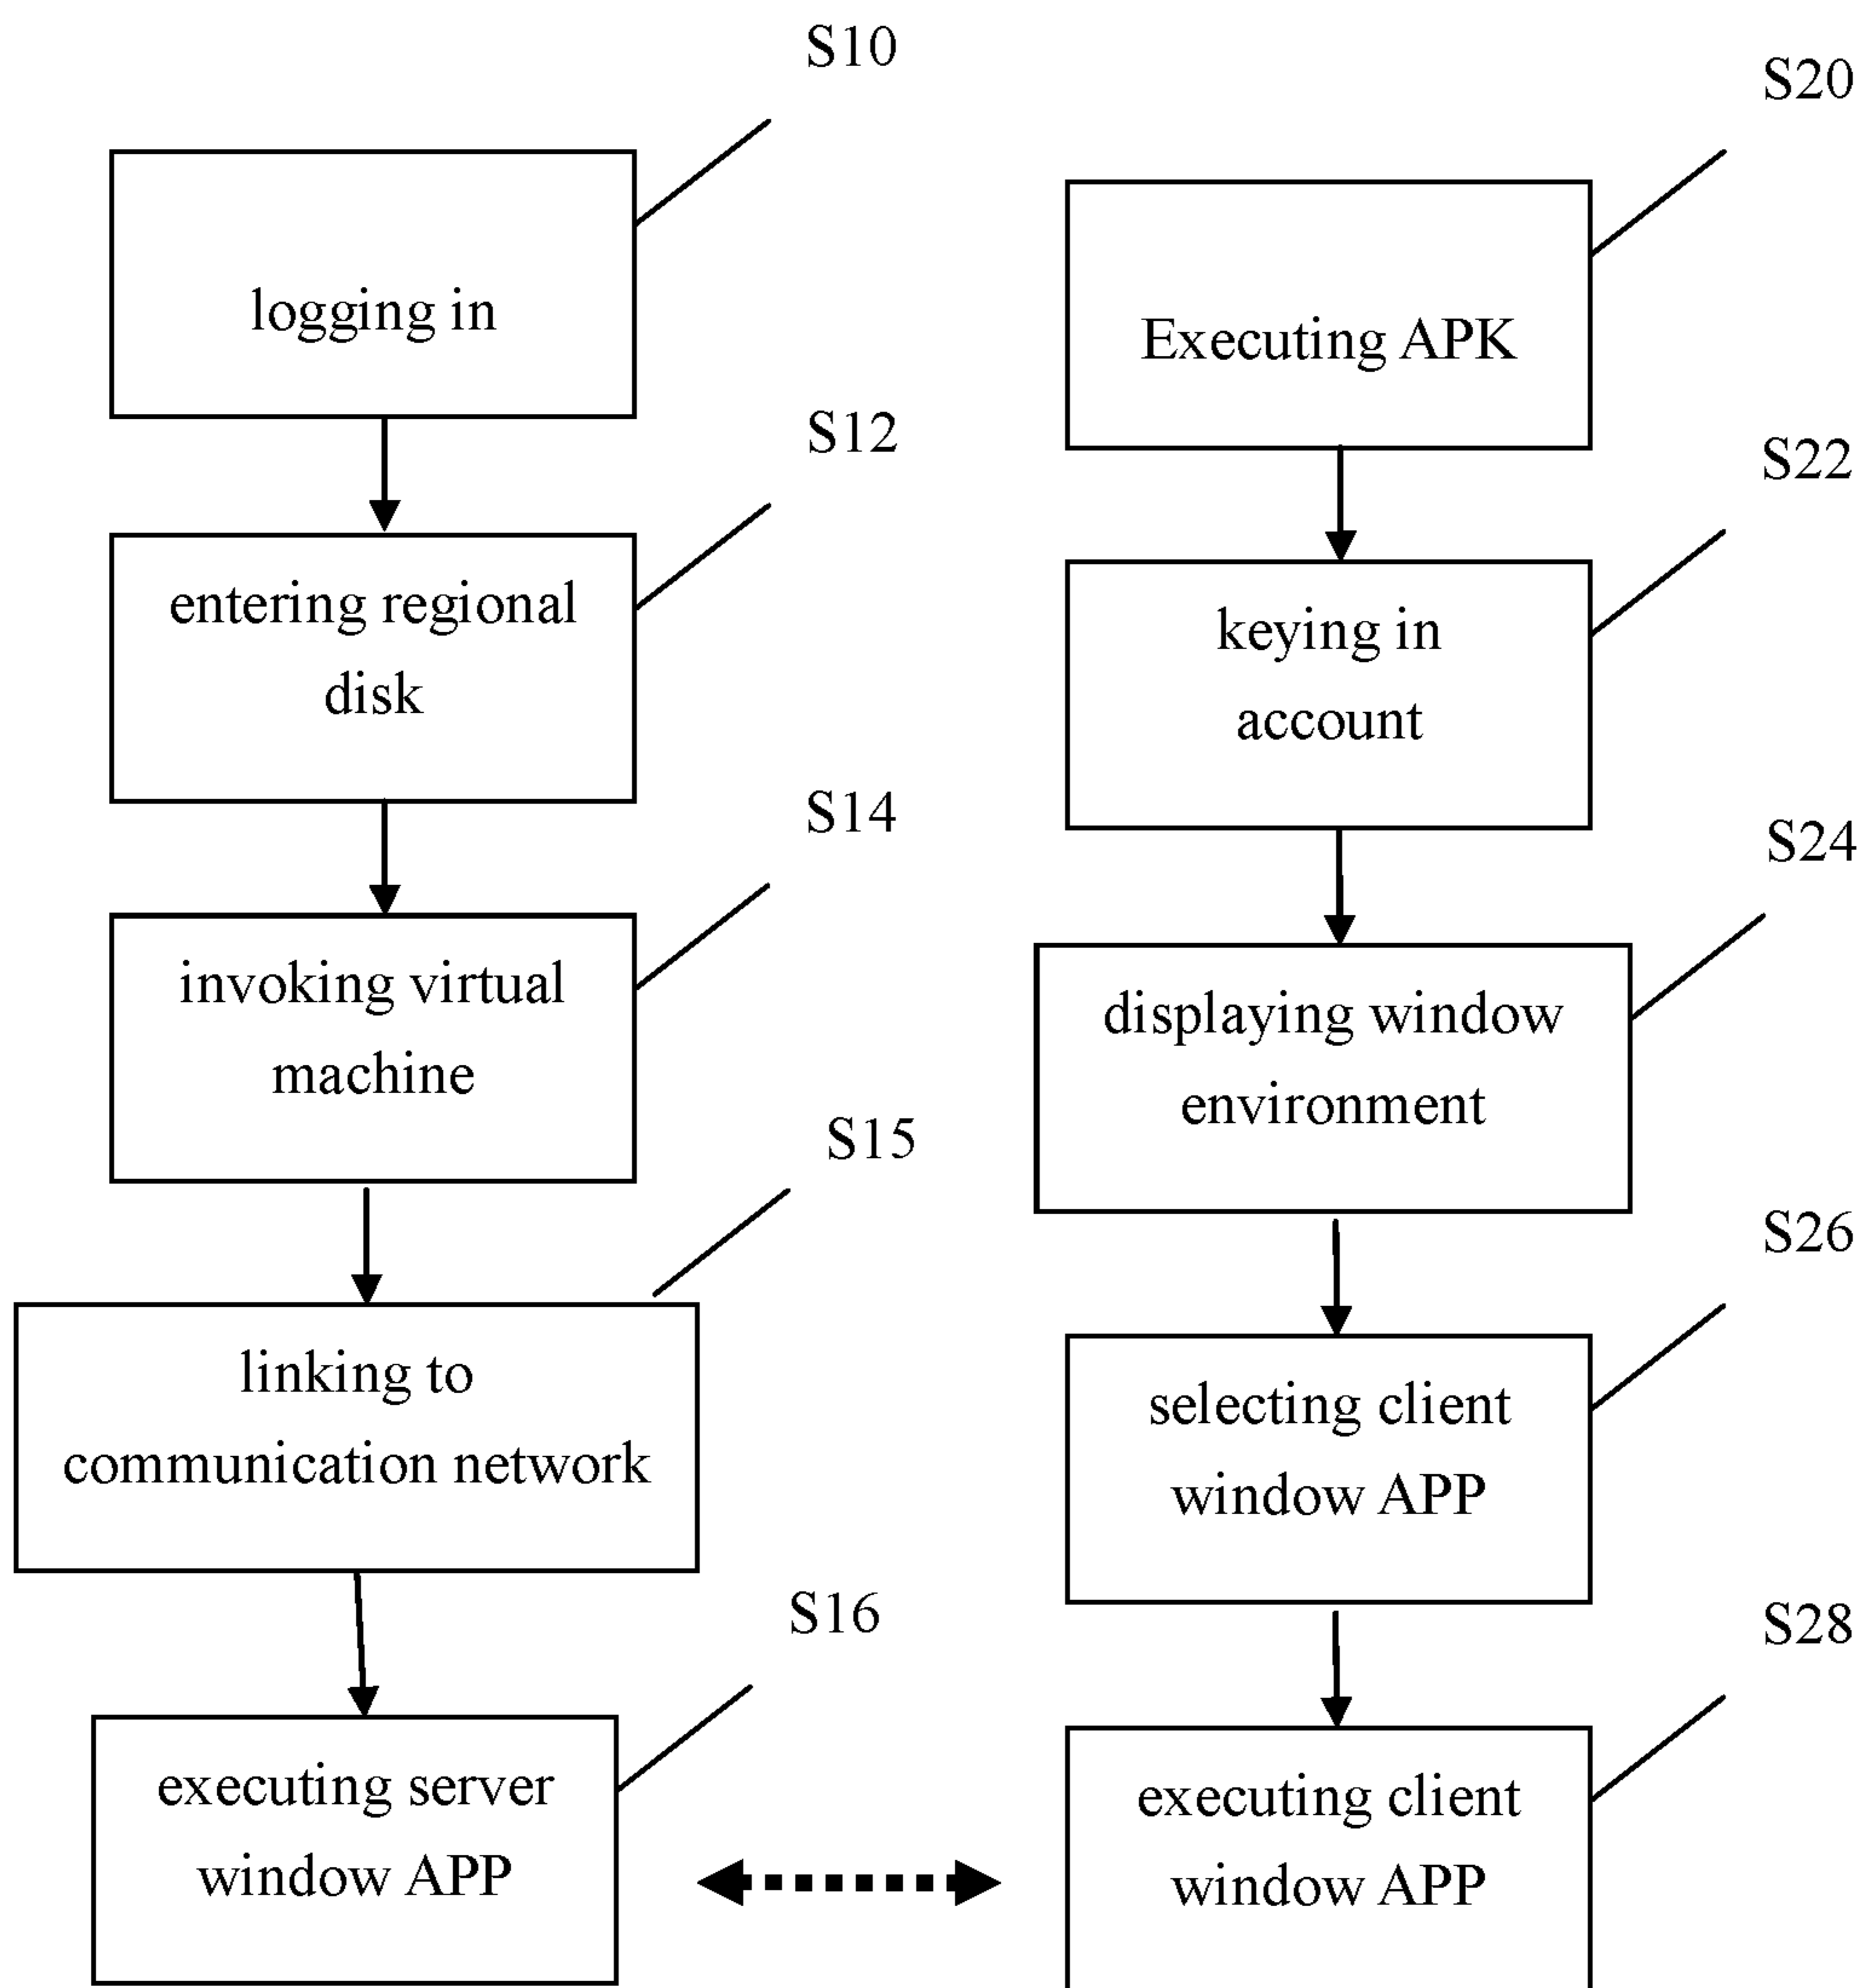 S10
logging in
S12
entering regional
disk
S14
invoking virtual
machine
S15
linking to
communication network
S16
executing server
window APP
S20
Executing APK
S22
keying in
account
S24
displaying window
environment
S26
selecting client
window APP
S28
executing client
window APP